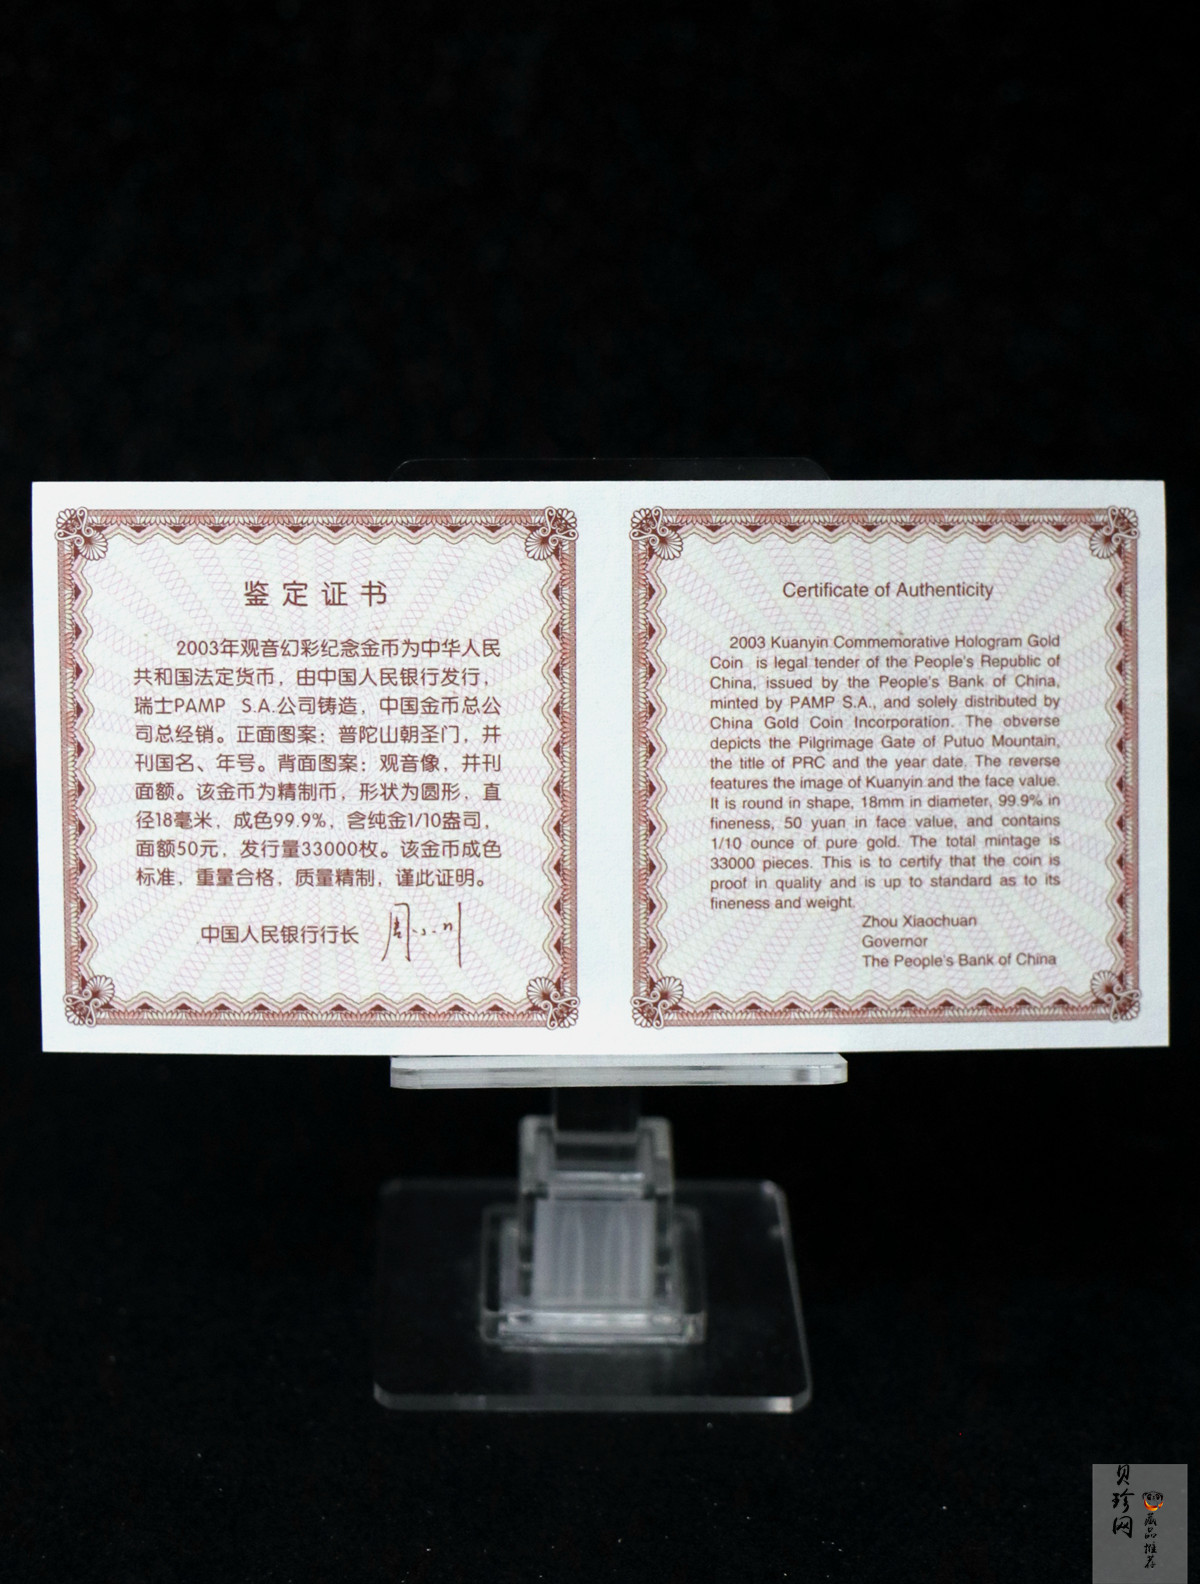 鉴定证书
2003年观音幻彩纪念金币为中华人民
共和国法定货币，由中国人民银行发行，
瑞士PAMP S.A.公司铸造，中国金币总公
司总经销。正面图案：普陀山朝圣门，并
刊国名、年号。背面图案：观音像，并刊
面额。该金币为精制币，形状为圆形，直
径18毫米，成色99.9%，含纯金1/10盎司，
面额50元，发行量33000枚。该金币成色
标准，重量合格，质量精制，谨此证明。
中国人民银行行长 周小川
Certificate of Authenticity
2003 Kuanyin Commemorative Hologram Gold
Coin is legal tender of the People's Republic of
China, issued by the People's Bank of China,
minted by PAMP S.A., and solely distributed by
China Gold Coin Incorporation. The obverse
depicts the Pilgrimage Gate of Putuo Mountain,
the title of PRC and the year date. The reverse
features the image of Kuanyin and the face value.
It is round in shape, 18mm in diameter, 99.9% in
fineness, 50 yuan in face value, and contains
1/10 ounce of pure gold. The total mintage is
33000 pieces. This is to certify that the coin is
proof in quality and is up to standard as to its
fineness and weight.
Zhou Xiaochuan
Governor
The People's Bank of China
贝珍网
藏品推荐